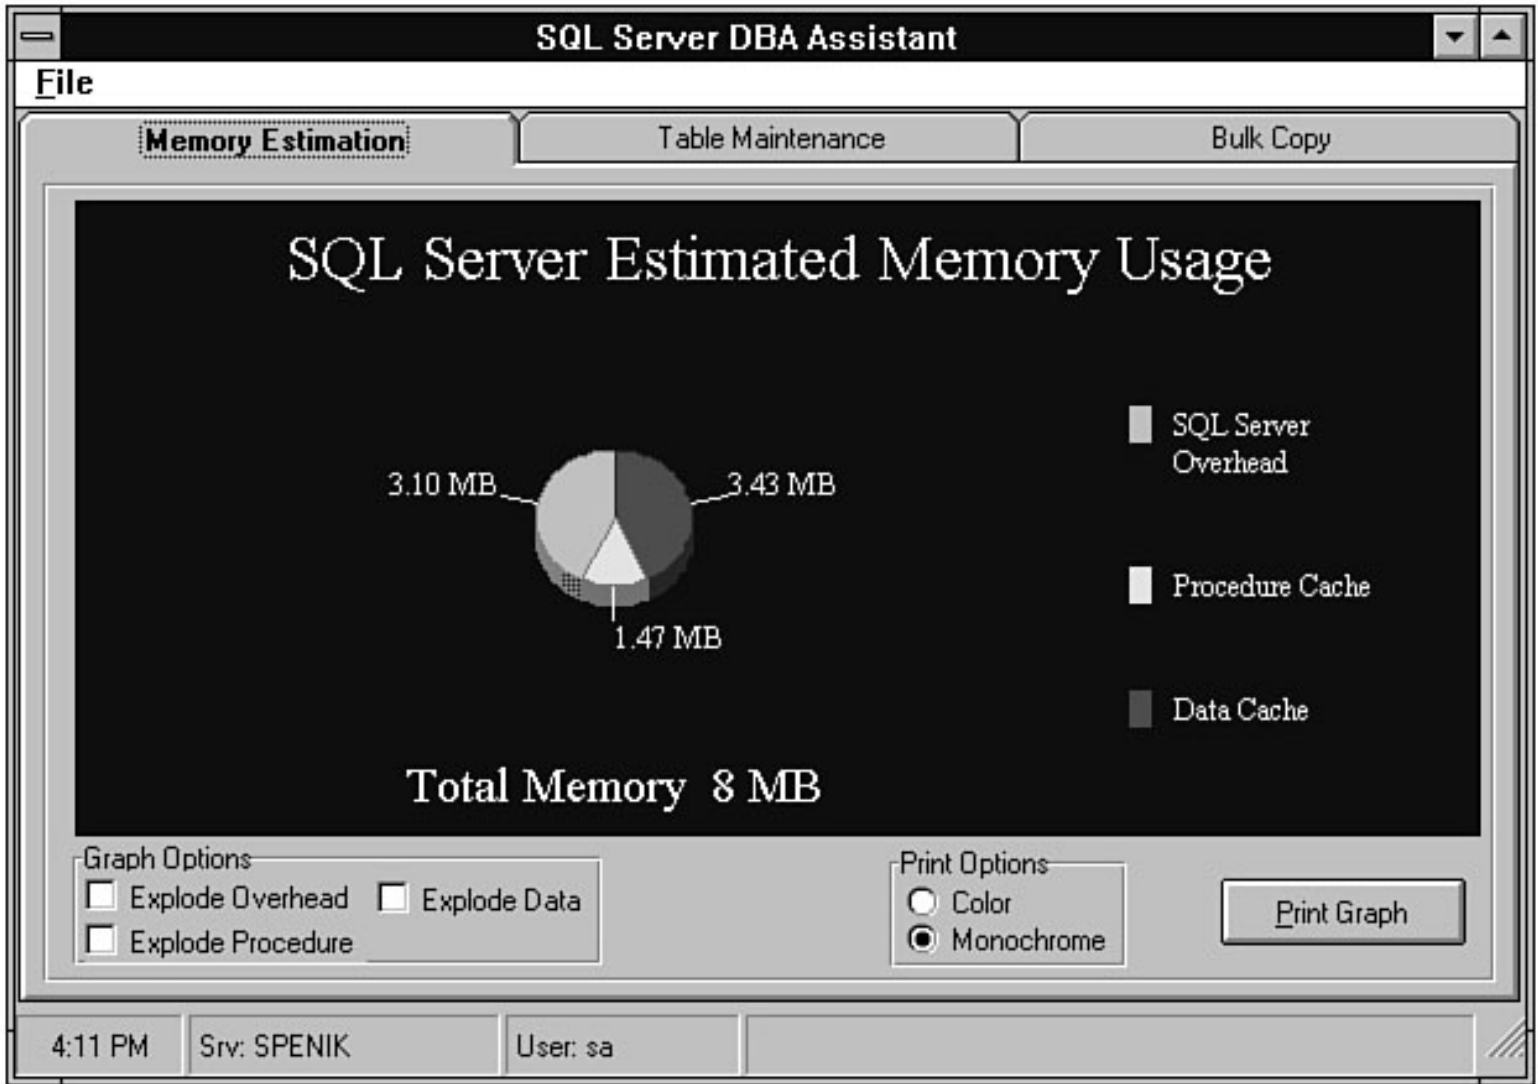 SQL Server DBA Assistant
File
Memory Estimation
Table Maintenance
Bulk Copy
SQL Server Estimated Memory Usage
3.10 MB
3.43 MB
1.47 MB
SQL Server
Overhead
Procedure Cache
Data Cache
Total Memory 8 MB
Graph Options
Explode Overhead
Explode Data
Explode Procedure
Print Options
Color
Monochrome
Print Graph
4:11 PM
Srv: SPENIK
User: sa